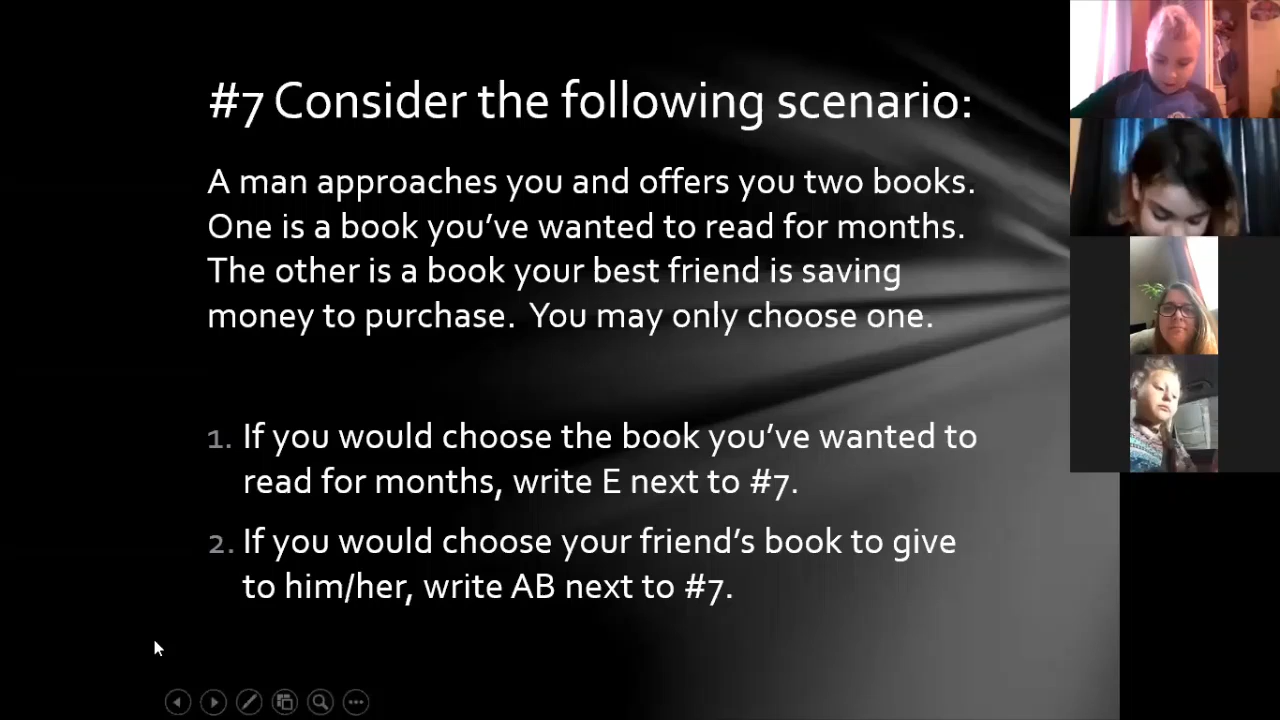 #7 Consider the following scenario:
A man approaches you and offers you two books.
One is a book you’ve wanted to read for months.
The other is a book your best friend is saving
money to purchase.  You may only choose one.
1. If you would choose the book you’ve wanted to
read for months, write E next to #7.
2. If you would choose your friend’s book to give
to him/her, write AB next to #7.